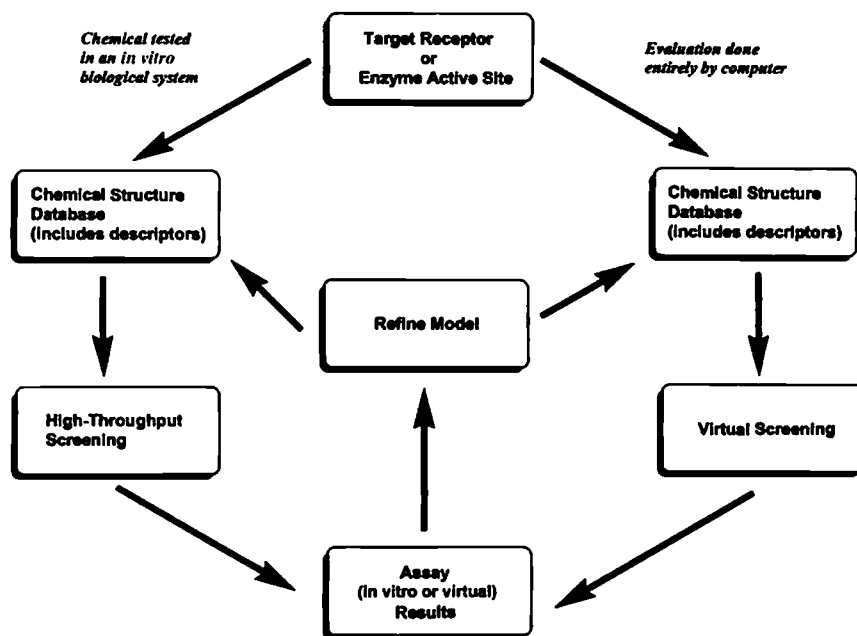 Chemical tested
in an in vitro
biological system
Target Receptor
or
Enzyme Active Site
Evaluation done
entirely by computer
Chemical Structure
Database
(includes descriptors)
Chemical Structure
Database
(includes descriptors)
Refine Model
High-Throughput
Screening
Virtual Screening
Assay
(in vitro or virtual)
Results